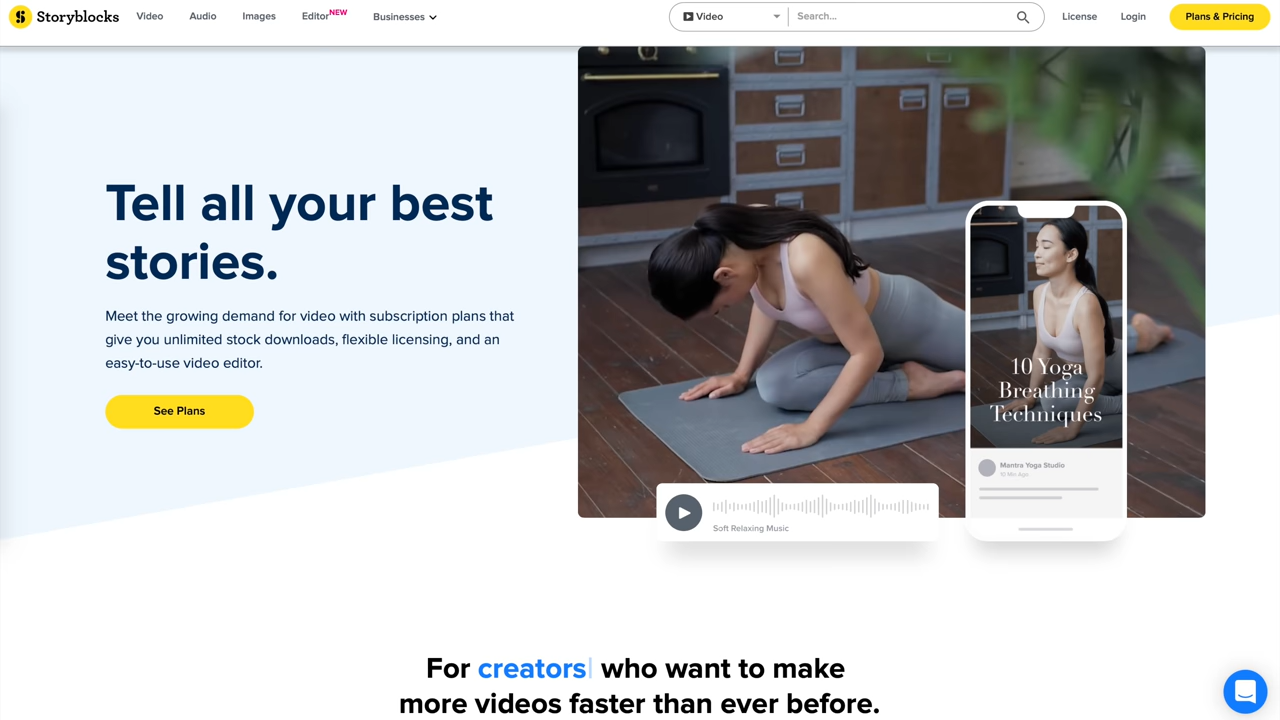 Storyblocks Video Audio Images Editor NEW Businesses Video Search... License Login Plans & Pricing
Tell all your best
stories.
Meet the growing demand for video with subscription plans that
give you unlimited stock downloads, flexible licensing, and an
easy-to-use video editor.
See Plans
10 Yoga
Breathing
Techniques
Mantra Yoga Studio
10 Min Ago
Soft Relaxing Music
For creators who want to make
more videos faster than ever before.